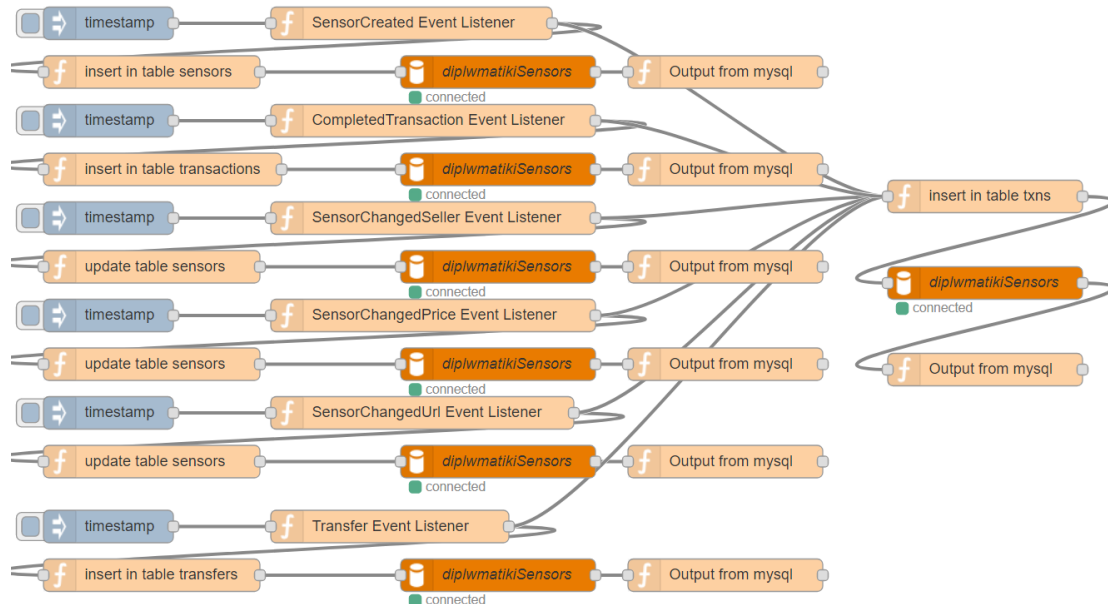 timestamp SensorCreated Event Listener
insert in table sensors diplwmatikiSensors Output from mysql
connected
timestamp CompletedTransaction Event Listener
insert in table transactions diplwmatikiSensors Output from mysql
connected
insert in table txns
timestamp SensorChangedSeller Event Listener
update table sensors diplwmatikiSensors Output from mysql
connected
diplwmatikiSensors
connected
timestamp SensorChangedPrice Event Listener
update table sensors diplwmatikiSensors Output from mysql
connected
Output from mysql
timestamp SensorChangedUrl Event Listener
update table sensors diplwmatikiSensors Output from mysql
connected
timestamp Transfer Event Listener
insert in table transfers diplwmatikiSensors Output from mysql
connected